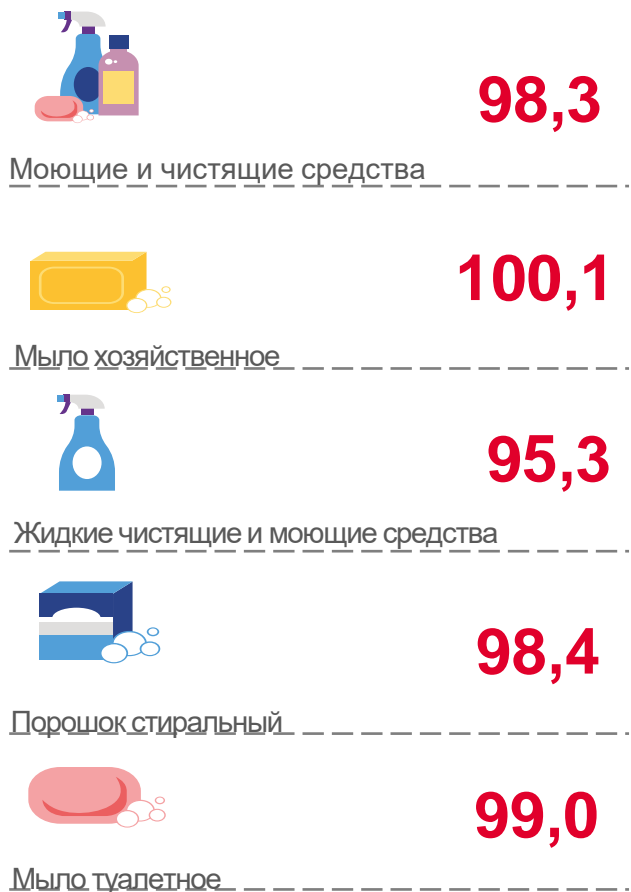 98,3
Моющие и чистящие средства
100,1
Мыло хозяйственное
95,3
Жидкие чистящие и моющие средства
98,4
Порошок стиральный
99,0
Мыло туалетное